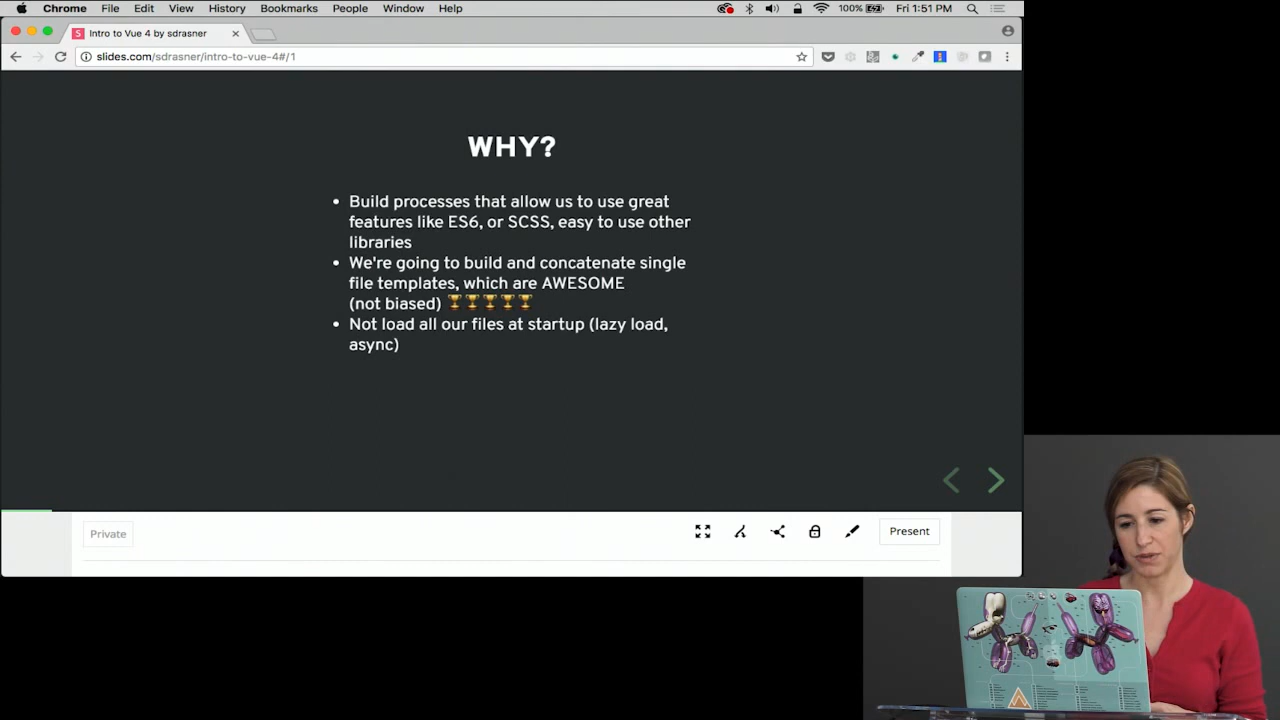 Chrome File Edit View History Bookmarks People Window Help 100% Fri 1:51 PM
Intro to Vue 4 by sdrasner
slides.com/sdrasner/intro-to-vue-4#/1
WHY?
• Build processes that allow us to use great
features like ES6, or SCSS, easy to use other
libraries
• We're going to build and concatenate single
file templates, which are AWESOME
(not biased) 🏆🏆🏆🏆🏆
• Not load all our files at startup (lazy load,
async)
Private
Present